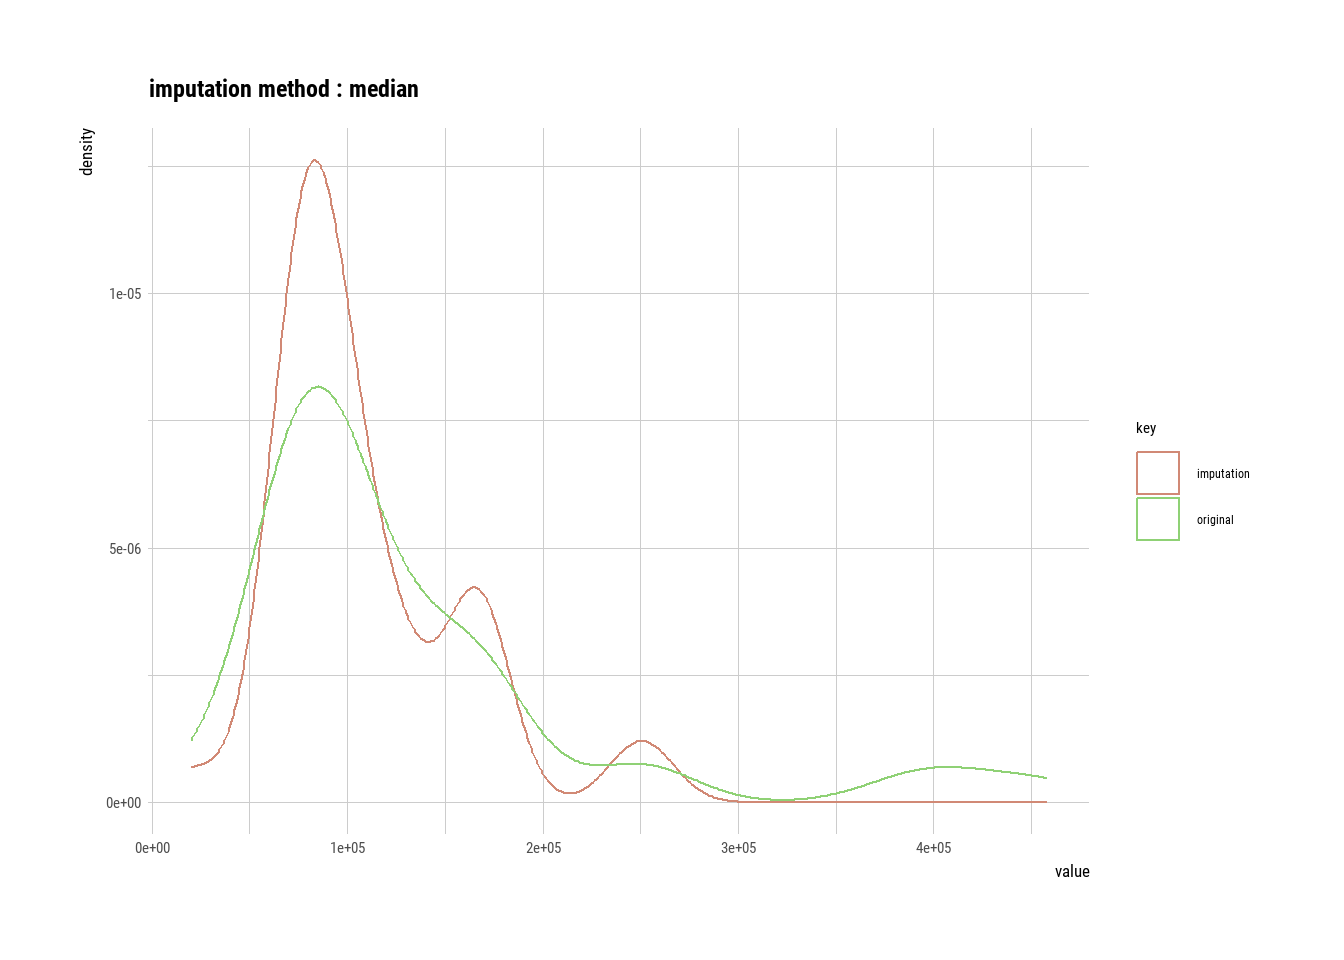 imputation method : median
density
1e-05
5e-06
0e+00
0e+00
1e+05
2e+05
3e+05
4e+05
value
key
imputation
original